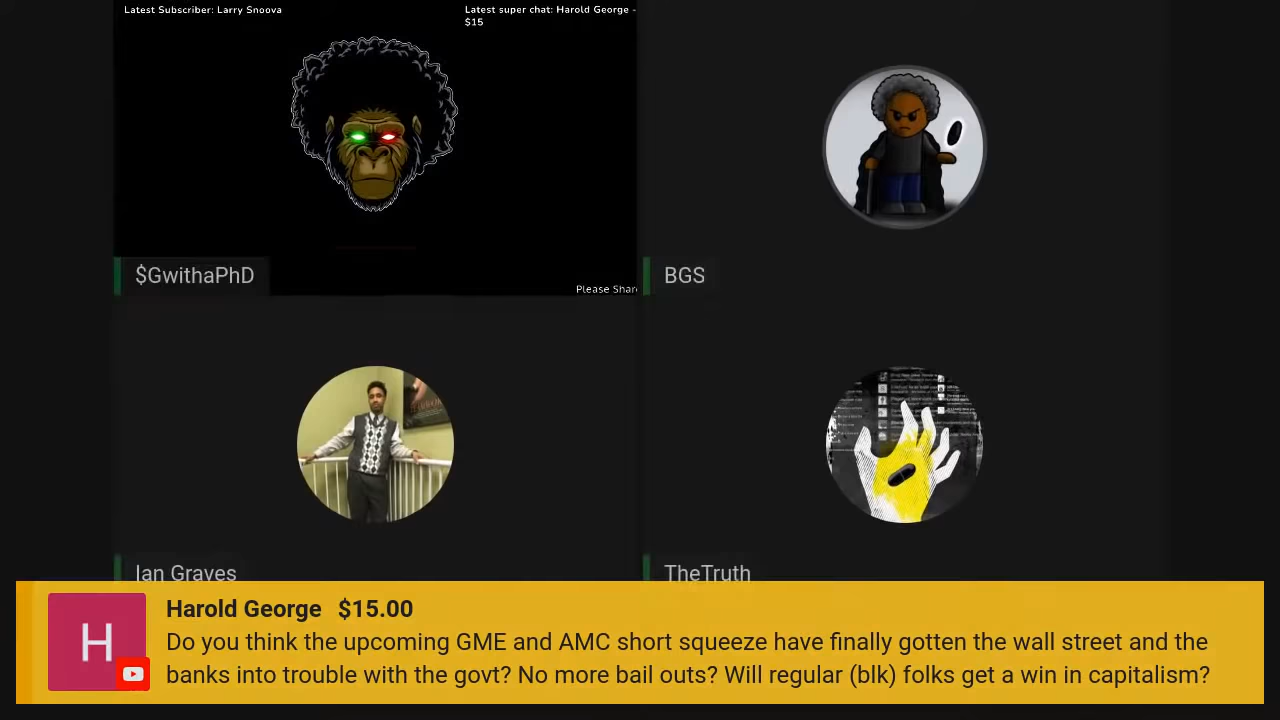 Latest Subscriber: Larry Snoova
Latest super chat: Harold George -
$15
$GwithaPhD
Please Share
BGS
Ian Graves
TheTruth
H
Harold George $15.00
Do you think the upcoming GME and AMC short squeeze have finally gotten the wall street and the
banks into trouble with the govt? No more bail outs? Will regular (blk) folks get a win in capitalism?